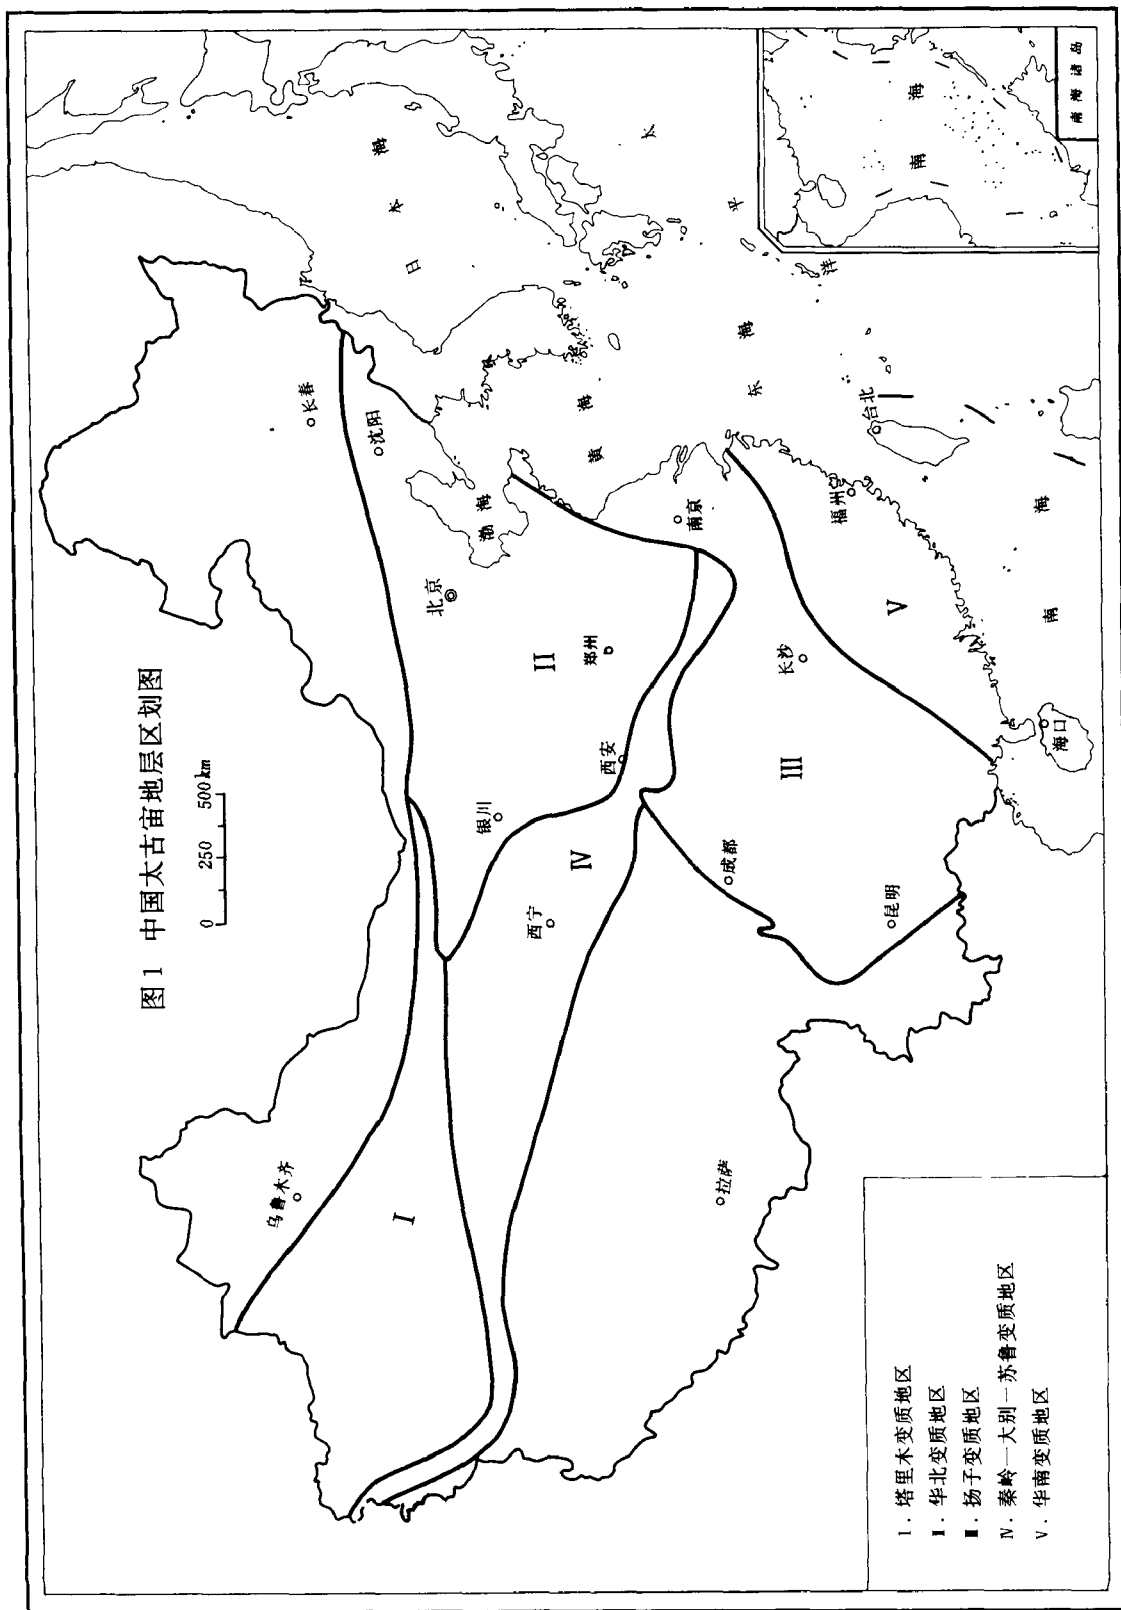 图1 中国太古宙地层区划图
0 250 500km
乌鲁木齐
长春
沈阳
北京
银川
西宁
西安
郑州
南京
成都
长沙
昆明
拉萨
福州
台北
海口
I
II
III
IV
V
日本海
渤海
黄海
东海
南海
太平洋
南海
南海诸岛
I. 塔里木变质地区
II. 华北变质地区
III. 扬子变质地区
IV. 秦岭—大别—苏鲁变质地区
V. 华南变质地区